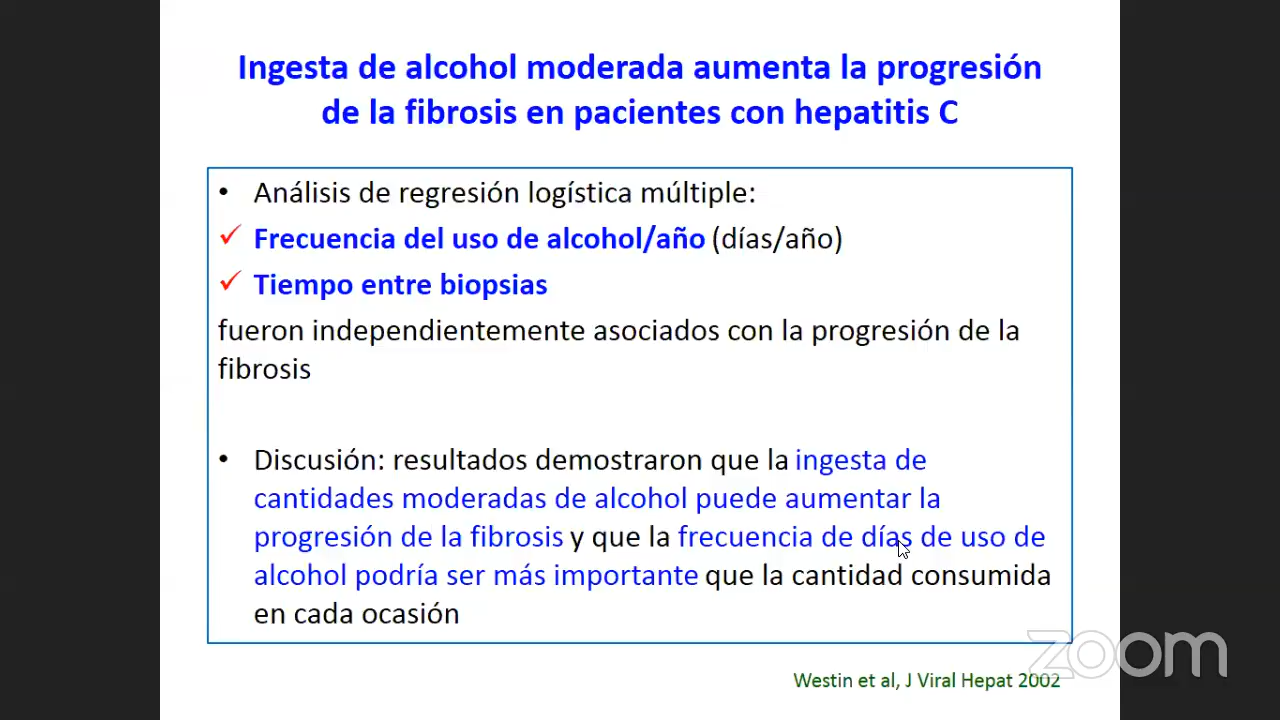 Ingesta de alcohol moderada aumenta la progresión
de la fibrosis en pacientes con hepatitis C
• Análisis de regresión logística múltiple:
✓ Frecuencia del uso de alcohol/año (días/año)
✓ Tiempo entre biopsias
fueron independientemente asociados con la progresión de la
fibrosis
• Discusión: resultados demostraron que la ingesta de
cantidades moderadas de alcohol puede aumentar la
progresión de la fibrosis y que la frecuencia de días de uso de
alcohol podría ser más importante que la cantidad consumida
en cada ocasión
Westin et al, J Viral Hepat 2002
zoom